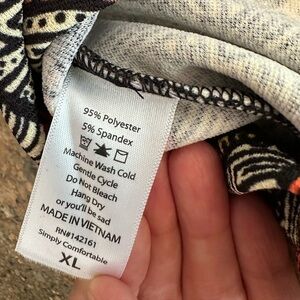 95% Polyester
5% Spandex
Machine Wash Cold
Gentle Cycle
Do Not Bleach
Hang Dry
or you'll be sad
MADE IN VIETNAM
RN#142161
Simply Comfortable
XL